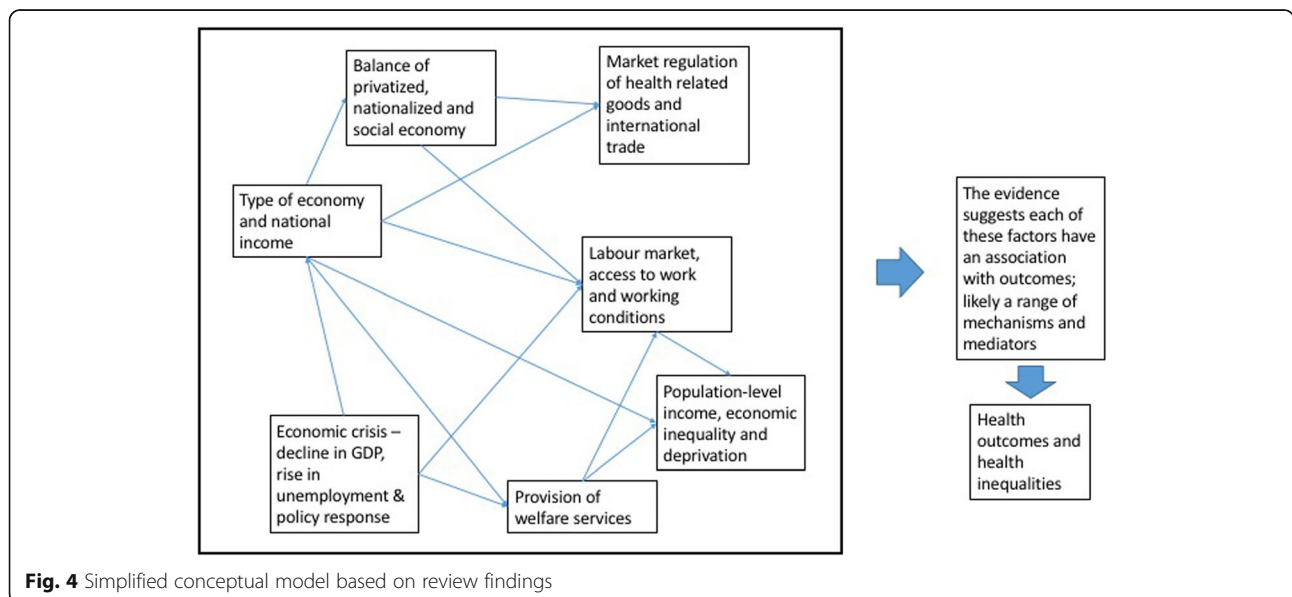 Balance of
privatized,
nationalized and
social economy
Market regulation
of health related
goods and
international
trade
Type of economy
and national
income
Labour market,
access to work
and working
conditions
Population-level
income, economic
inequality and
deprivation
Economic crisis –
decline in GDP,
rise in
unemployment &
policy response
Provision of
welfare services
The evidence
suggests each of
these factors have
an association
with outcomes;
likely a range of
mechanisms and
mediators
Health
outcomes and
health
inequalities
Fig. 4 Simplified conceptual model based on review findings